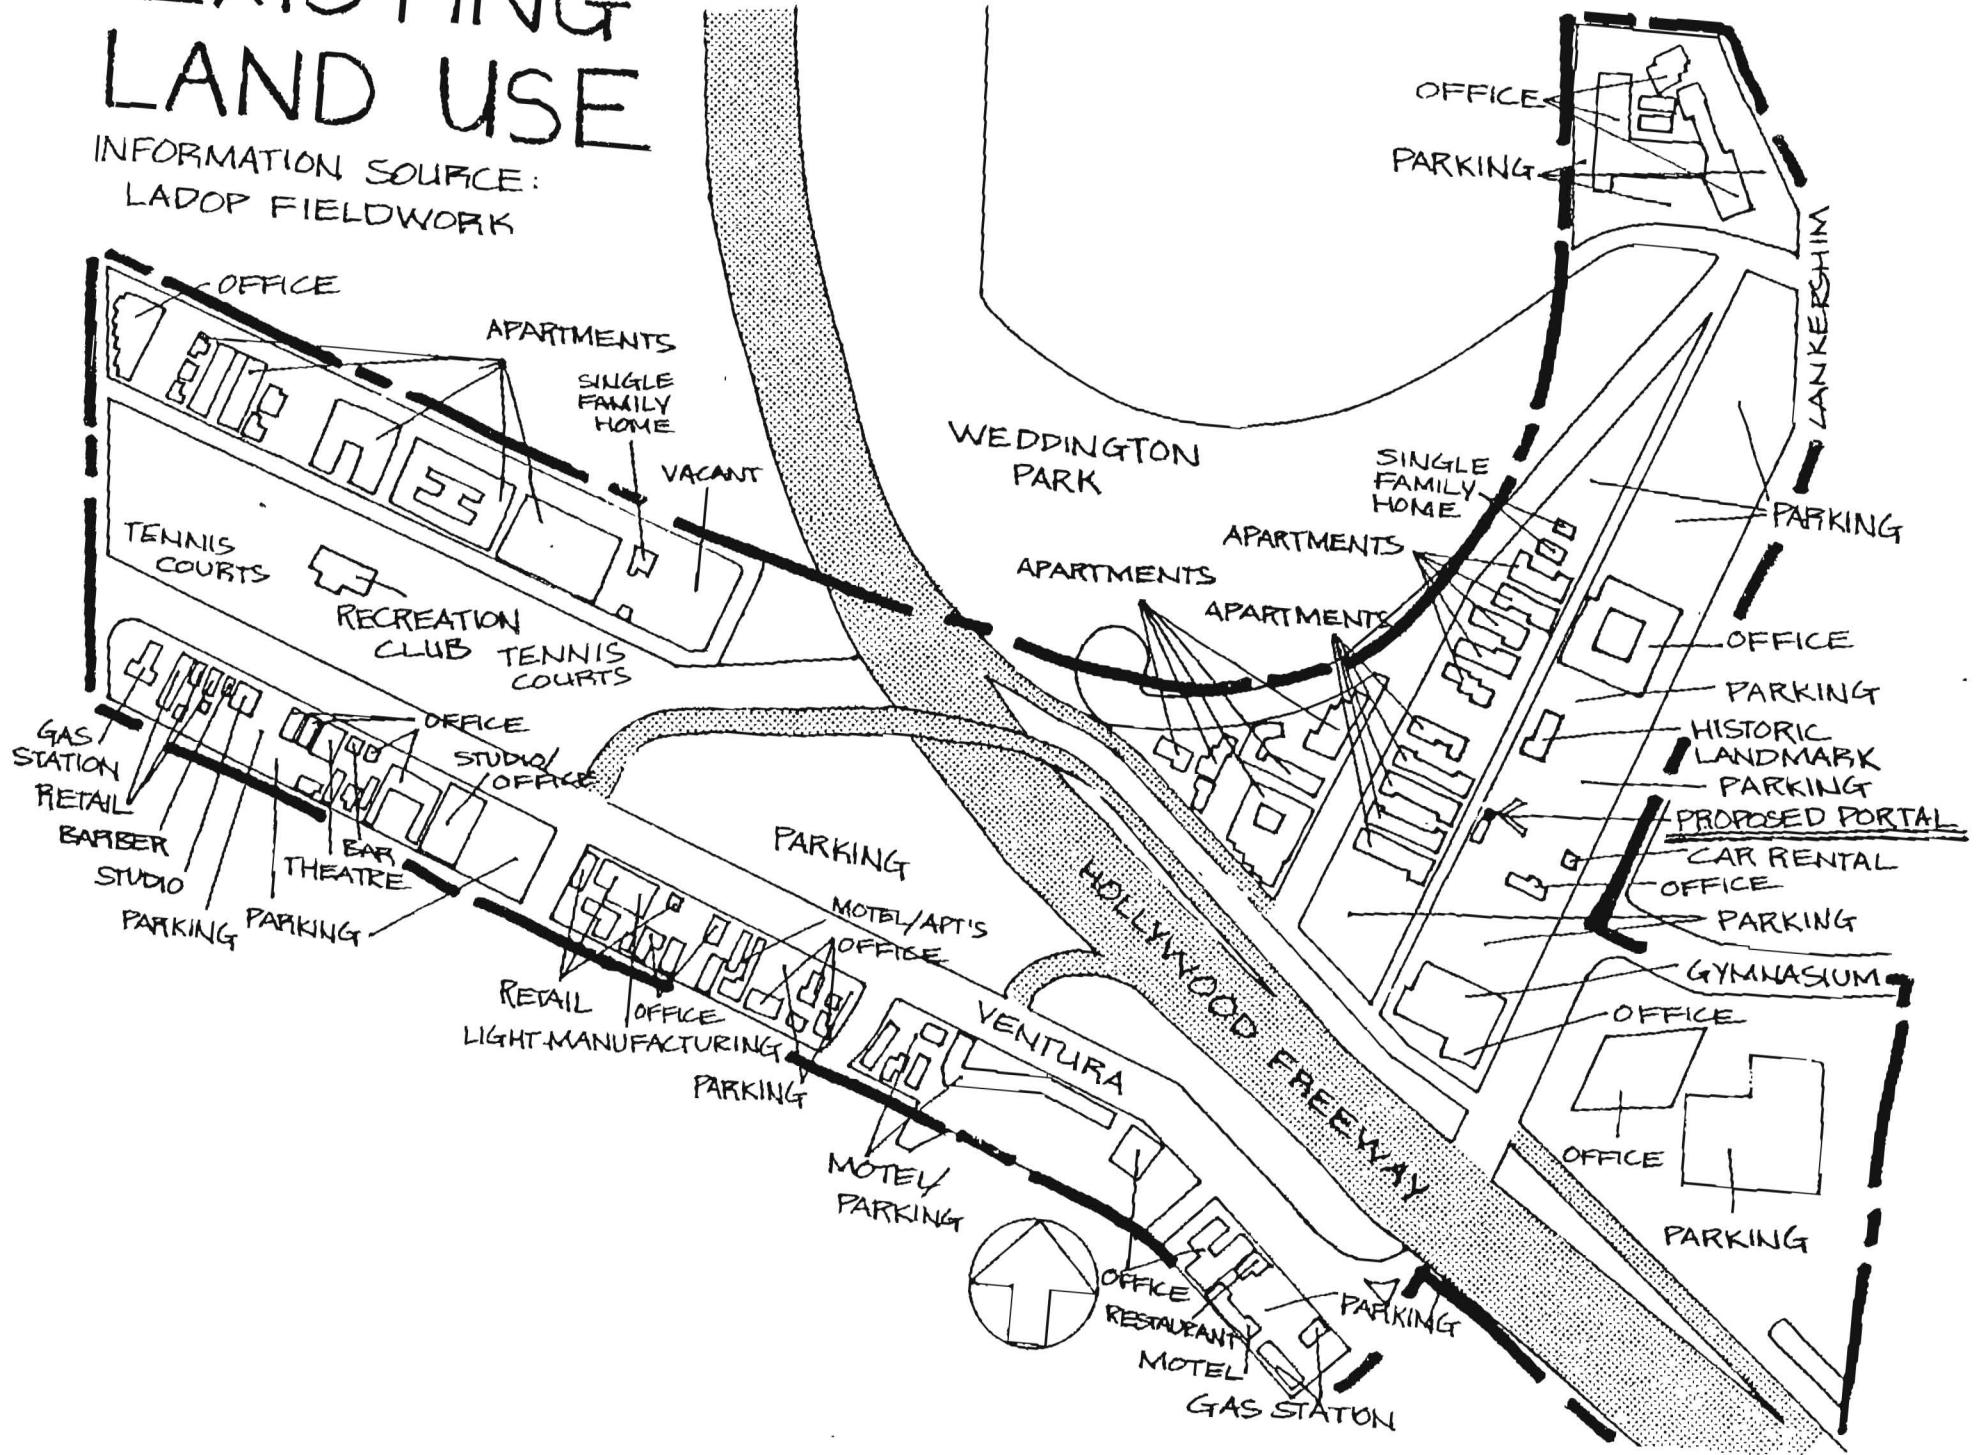 EXISTING
LAND USE
INFORMATION SOURCE:
LADOP FIELDWORK
OFFICE
PARKING
LANKERSHIM
OFFICE
APARTMENTS
SINGLE
FAMILY
HOME
VACANT
WEDDINGTON
PARK
SINGLE
FAMILY
HOME
PARKING
APARTMENTS
APARTMENTS
APARTMENTS
TENNIS
COURTS
RECREATION
CLUB
TENNIS
COURTS
OFFICE
PARKING
HISTORIC
LANDMARK
PARKING
PROPOSED PORTAL
CAR RENTAL
OFFICE
PARKING
GYMNASIUM
OFFICE
OFFICE
PARKING
GAS
STATION
RETAIL
BARBER
STUDIO
PARKING
PARKING
THEATRE
BAR
OFFICE
STUDIO/
OFFICE
PARKING
MOTEL/APT'S
OFFICE
RETAIL
OFFICE
LIGHT MANUFACTURING
PARKING
VENTURA
HOLLYWOOD FREEWAY
MOTEL/
PARKING
OFFICE
RESTAURANT
MOTEL
GAS STATON
PARKING